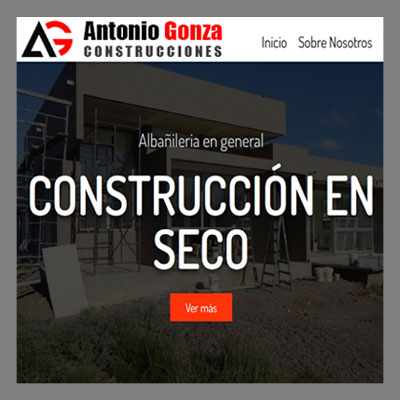 AG Antonio Gonza
CONSTRUCCIONES
Inicio Sobre Nosotros
Albañileria en general
CONSTRUCCIÓN EN
SECO
Ver más